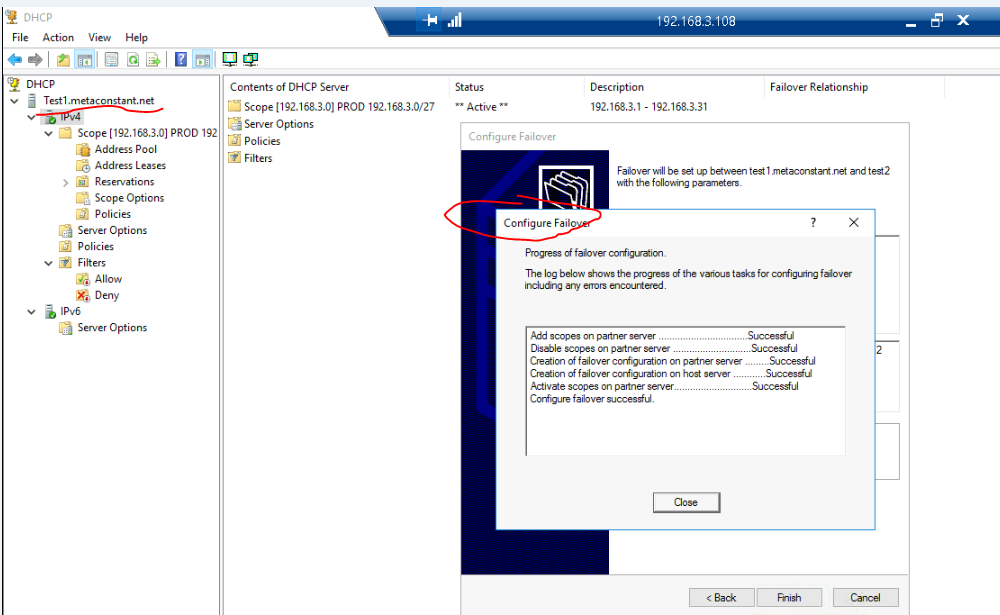 DHCP
192.168.3.108
File Action View Help
DHCP
Test1.metaconstant.net
IPv4
Scope [192.168.3.0] PROD 192
Address Pool
Address Leases
Reservations
Scope Options
Policies
Server Options
Policies
Filters
Allow
Deny
IPv6
Server Options
Contents of DHCP Server Status Description Failover Relationship
Scope [192.168.3.0] PROD 192.168.3.0/27 ** Active ** 192.168.3.1 - 192.168.3.31
Server Options
Policies
Filters
Configure Failover
Failover will be set up between test1.metaconstant.net and test2
with the following parameters.
2
Configure Failover
Progress of failover configuration.
The log below shows the progress of the various tasks for configuring failover
including any errors encountered.
Add scopes on partner server .................................Successful
Disable scopes on partner server .............................Successful
Creation of failover configuration on partner server .........Successful
Creation of failover configuration on host server ............Successful
Activate scopes on partner server.............................Successful
Configure failover successful.
Close
< Back Finish Cancel